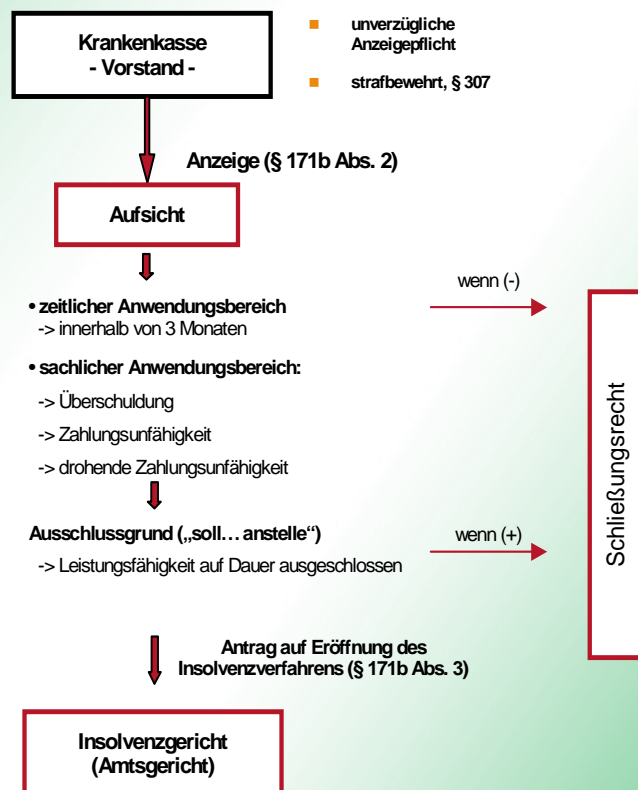 Krankenkasse
- Vorstand -
■ unverzügliche
Anzeigepflicht
■ strafbewehrt, § 307
Anzeige (§ 171b Abs. 2)
Aufsicht
• zeitlicher Anwendungsbereich
-> innerhalb von 3 Monaten
wenn (-)
• sachlicher Anwendungsbereich:
-> Überschuldung
-> Zahlungsunfähigkeit
-> drohende Zahlungsunfähigkeit
Ausschlussgrund („soll… anstelle“)
-> Leistungsfähigkeit auf Dauer ausgeschlossen
wenn (+)
Schließungsrecht
Antrag auf Eröffnung des
Insolvenzverfahrens (§ 171b Abs. 3)
Insolvenzgericht
(Amtsgericht)